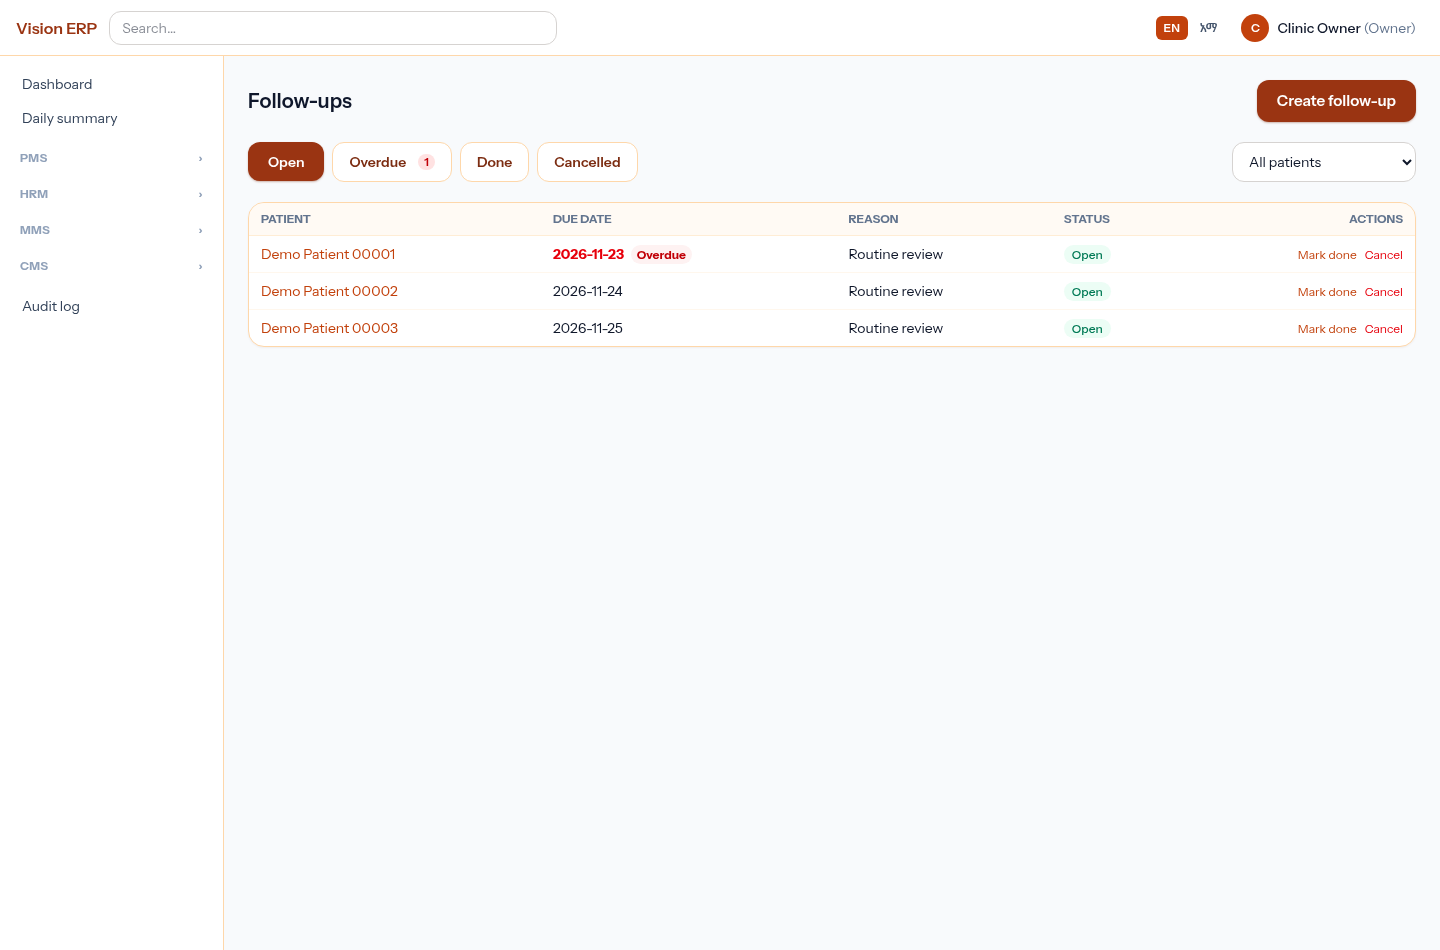 Vision ERP
Search...
EN
አማ
C
Clinic Owner (Owner)
Dashboard
Daily summary
PMS ›
HRM ›
MMS ›
CMS ›
Audit log
Follow-ups
Create follow-up
Open
Overdue 1
Done
Cancelled
All patients
PATIENT DUE DATE REASON STATUS ACTIONS
Demo Patient 00001 2026-11-23 Overdue Routine review Open Mark done Cancel
Demo Patient 00002 2026-11-24 Routine review Open Mark done Cancel
Demo Patient 00003 2026-11-25 Routine review Open Mark done Cancel